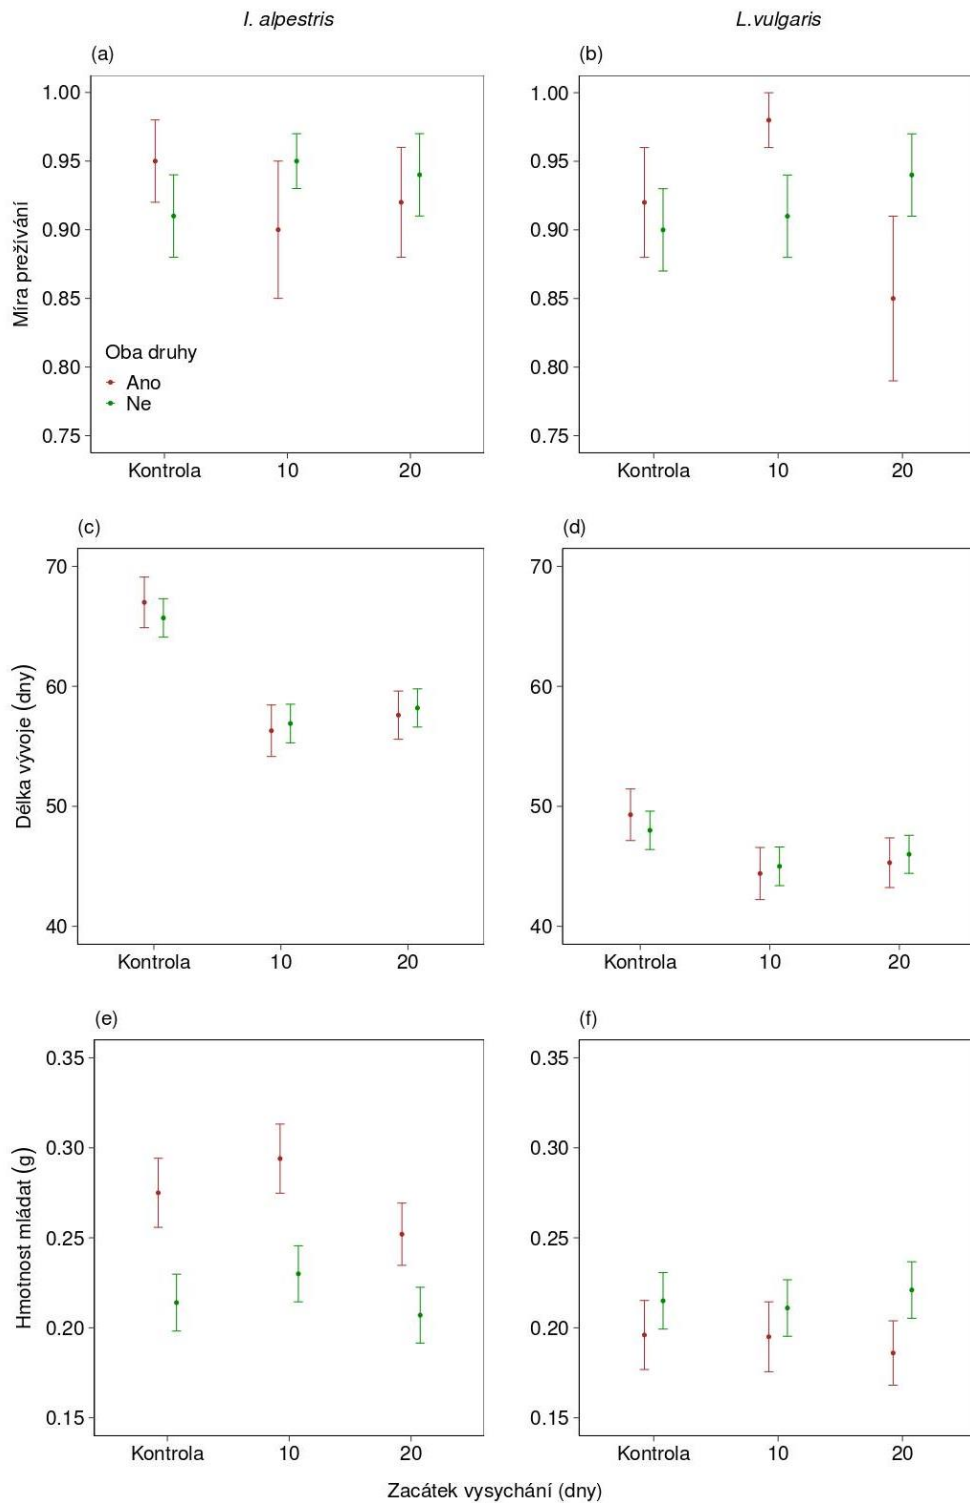 I. alpestris
L.vulgaris
(a)
(b)
Míra prežívání
1.00
0.95
0.90
0.85
0.80
0.75
Oba druhy
Ano
Ne
Kontrola 10 20
1.00
0.95
0.90
0.85
0.80
0.75
Kontrola 10 20
(c)
(d)
Délka vývoje (dny)
70
60
50
40
Kontrola 10 20
70
60
50
40
Kontrola 10 20
(e)
(f)
Hmotnost mládat (g)
0.35
0.30
0.25
0.20
0.15
Kontrola 10 20
0.35
0.30
0.25
0.20
0.15
Kontrola 10 20
Zacátek vysychání (dny)